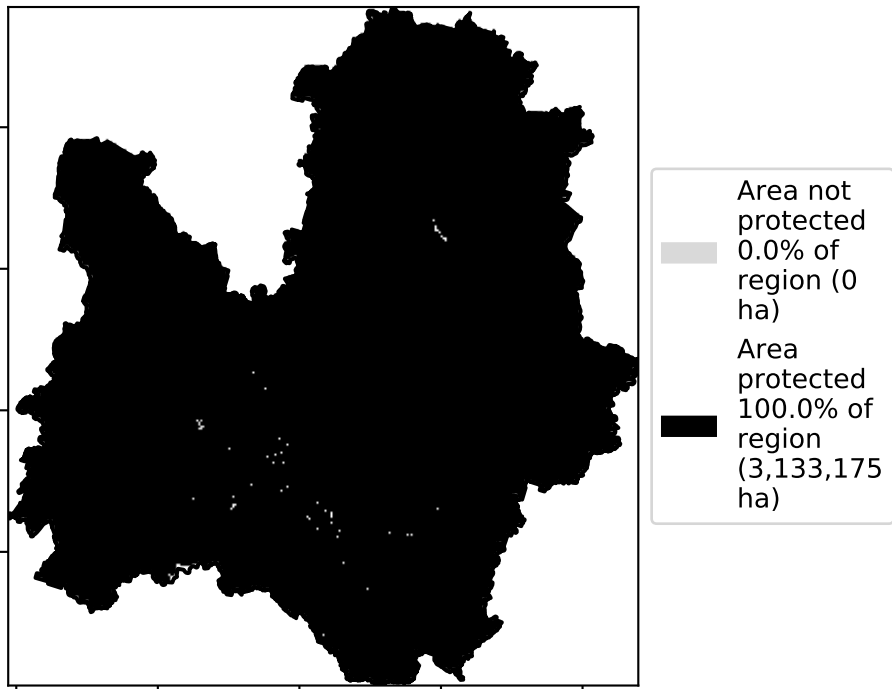 Area not
protected
0.0% of
region (0
ha)
Area
protected
100.0% of
region
(3,133,175
ha)